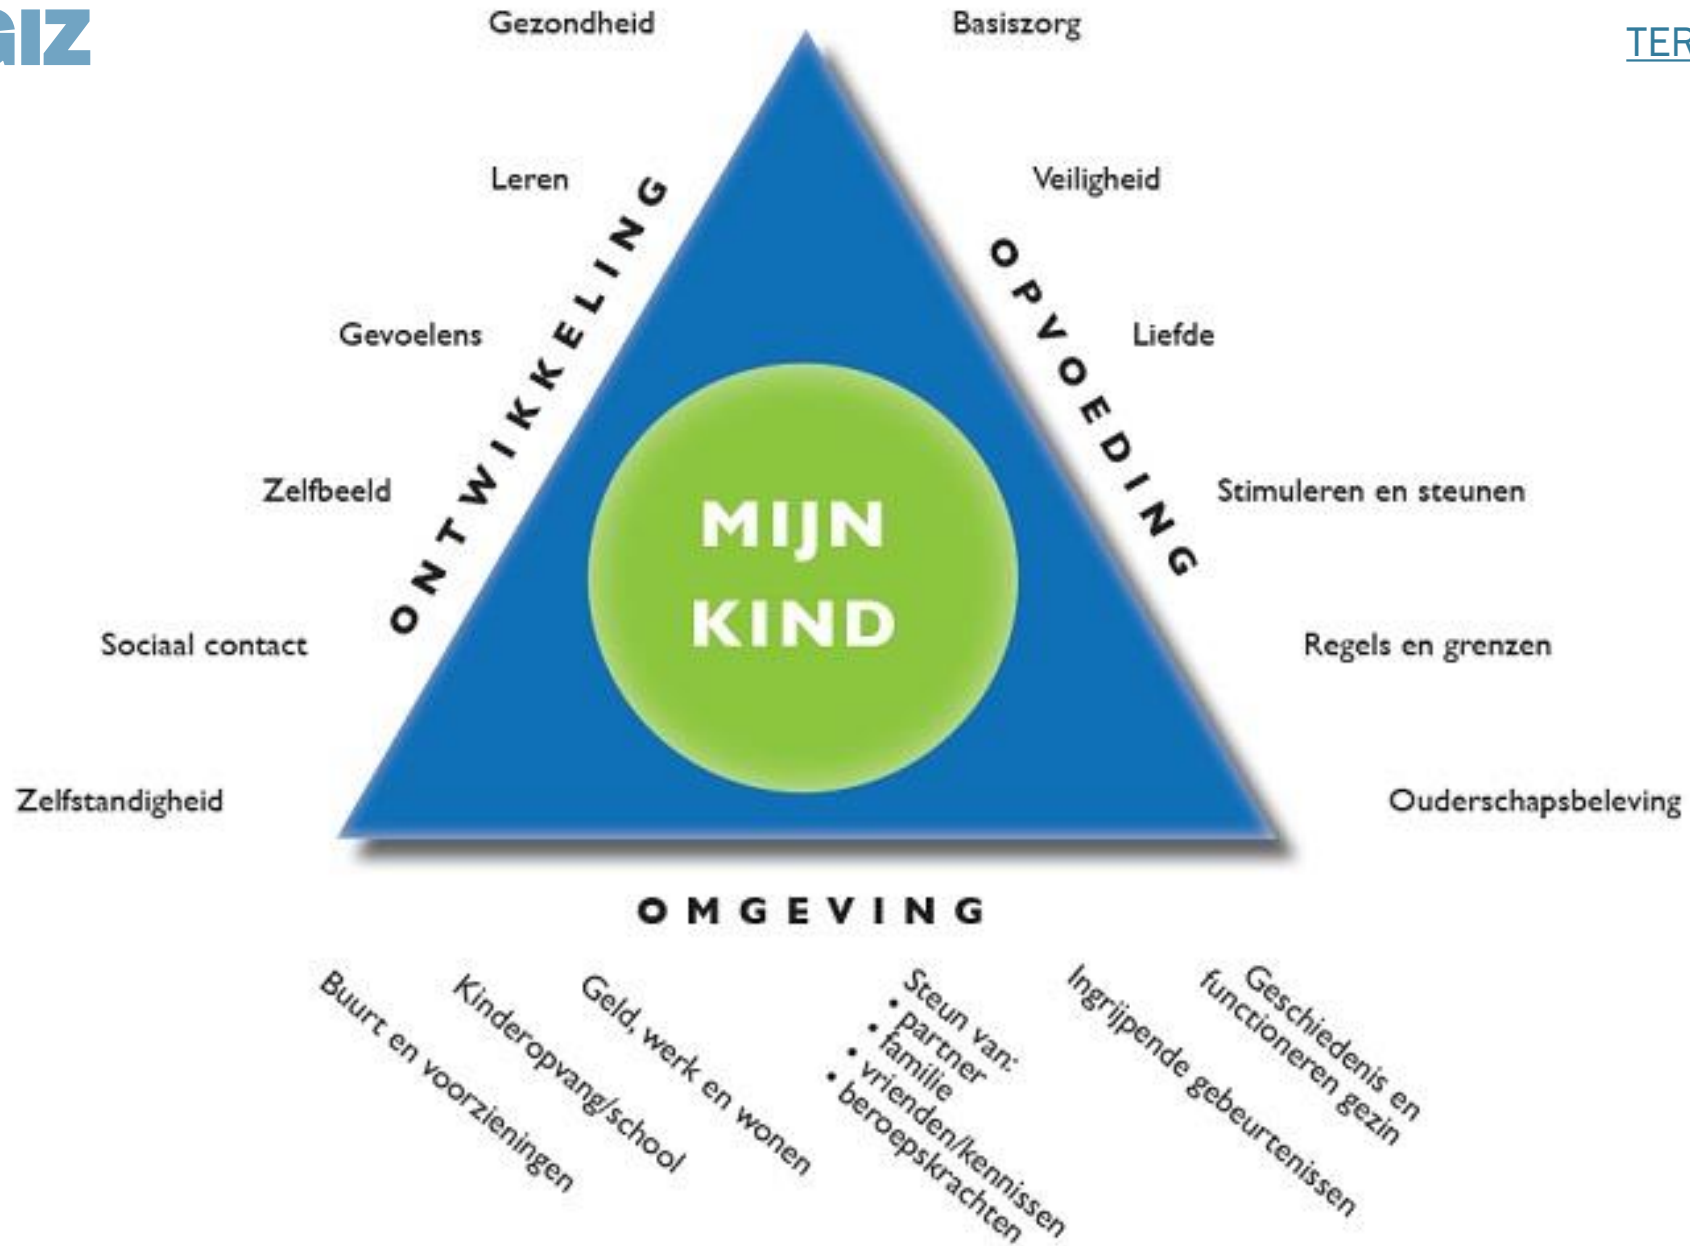 GIZ
TER
Gezondheid
Basiszorg
Leren
Veiligheid
Gevoelens
Liefde
Zelfbeeld
Stimuleren en steunen
Sociaal contact
Regels en grenzen
Zelfstandigheid
Ouderschapsbeleving
ONTWIKKELING
OPVOEDING
MIJN
KIND
OMGEVING
Buurt en voorzieningen
Kinderopvang/school
Geld, werk en wonen
Steun van:
• partner
• familie
• vrienden/kennissen
• beroepskrachten
Ingrijpende gebeurtenissen
Geschiedenis en
functioneren gezin